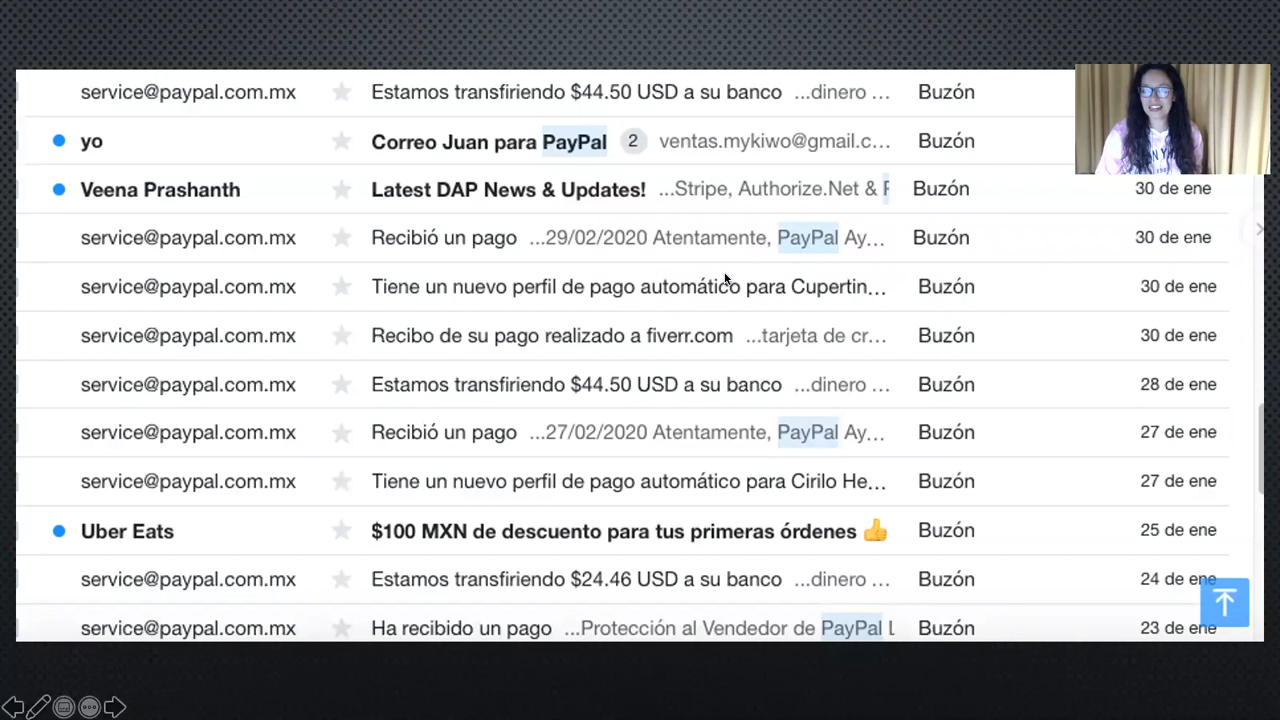 service@paypal.com.mx Estamos transfiriendo $44.50 USD a su banco ...dinero ... Buzón
yo Correo Juan para PayPal 2 ventas.mykiwo@gmail.c... Buzón
Veena Prashanth Latest DAP News & Updates! ...Stripe, Authorize.Net & Buzón 30 de ene
service@paypal.com.mx Recibió un pago ...29/02/2020 Atentamente, PayPal Ay... Buzón 30 de ene
service@paypal.com.mx Tiene un nuevo perfil de pago automático para Cupertin... Buzón 30 de ene
service@paypal.com.mx Recibo de su pago realizado a fiverr.com ...tarjeta de cr... Buzón 30 de ene
service@paypal.com.mx Estamos transfiriendo $44.50 USD a su banco ...dinero ... Buzón 28 de ene
service@paypal.com.mx Recibió un pago ...27/02/2020 Atentamente, PayPal Ay... Buzón 27 de ene
service@paypal.com.mx Tiene un nuevo perfil de pago automático para Cirilo He... Buzón 27 de ene
Uber Eats $100 MXN de descuento para tus primeras órdenes 👍 Buzón 25 de ene
service@paypal.com.mx Estamos transfiriendo $24.46 USD a su banco ...dinero ... Buzón 24 de ene
service@paypal.com.mx Ha recibido un pago ...Protección al Vendedor de PayPal Buzón 23 de ene